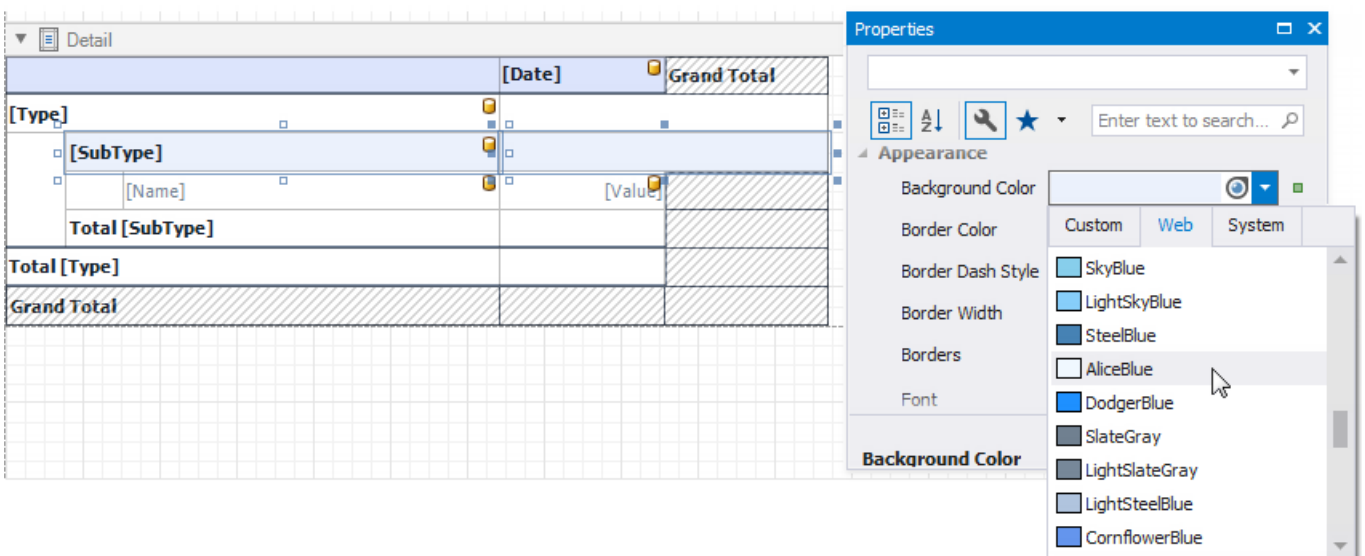 Detail
[Date] Grand Total
[Type]
[SubType]
[Name] [Value]
Total [SubType]
Total [Type]
Grand Total
Properties
Enter text to search...
Appearance
Background Color
Border Color
Border Dash Style
Border Width
Borders
Font
Background Color
Custom Web System
SkyBlue
LightSkyBlue
SteelBlue
AliceBlue
DodgerBlue
SlateGray
LightSlateGray
LightSteelBlue
CornflowerBlue